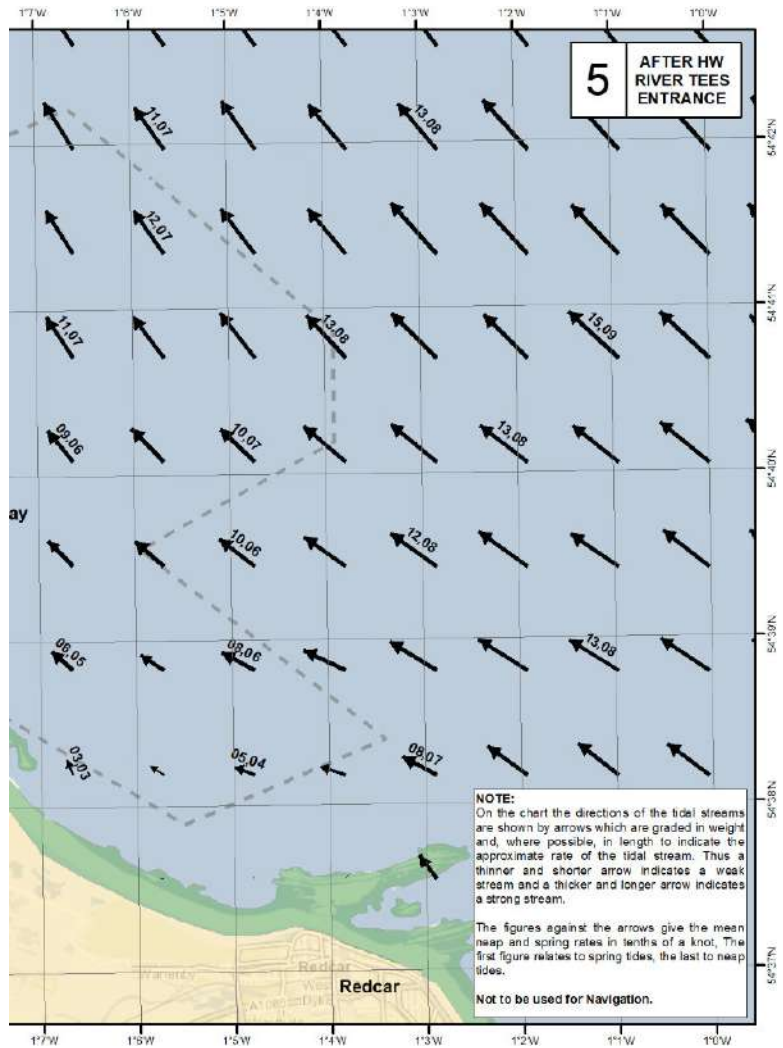 1°7'W 1°6'W 1°5'W 1°4'W 1°3'W 1°2'W 1°1'W 1°0'W
5
AFTER HW
RIVER TEES
ENTRANCE
11,07
13,08
54°42'N
12,07
54°41'N
11,07
13,08
15,09
09,06
10,07
13,08
54°40'N
ay
10,06
12,08
54°39'N
06,05
08,06
13,08
03,03
05,04
08,07
54°38'N
NOTE:
On the chart the directions of the tidal streams
are shown by arrows which are graded in weight
and, where possible, in length to indicate the
approximate rate of the tidal stream. Thus a
thinner and shorter arrow indicates a weak
stream and a thicker and longer arrow indicates
a strong stream.
The figures against the arrows give the mean
neap and spring rates in tenths of a knot, The
first figure relates to spring tides, the last to neap
tides.
Not to be used for Navigation.
54°37'N
Warrenby
Redcar
West
Redcar
1°7'W 1°6'W 1°5'W 1°4'W 1°3'W 1°2'W 1°1'W 1°0'W